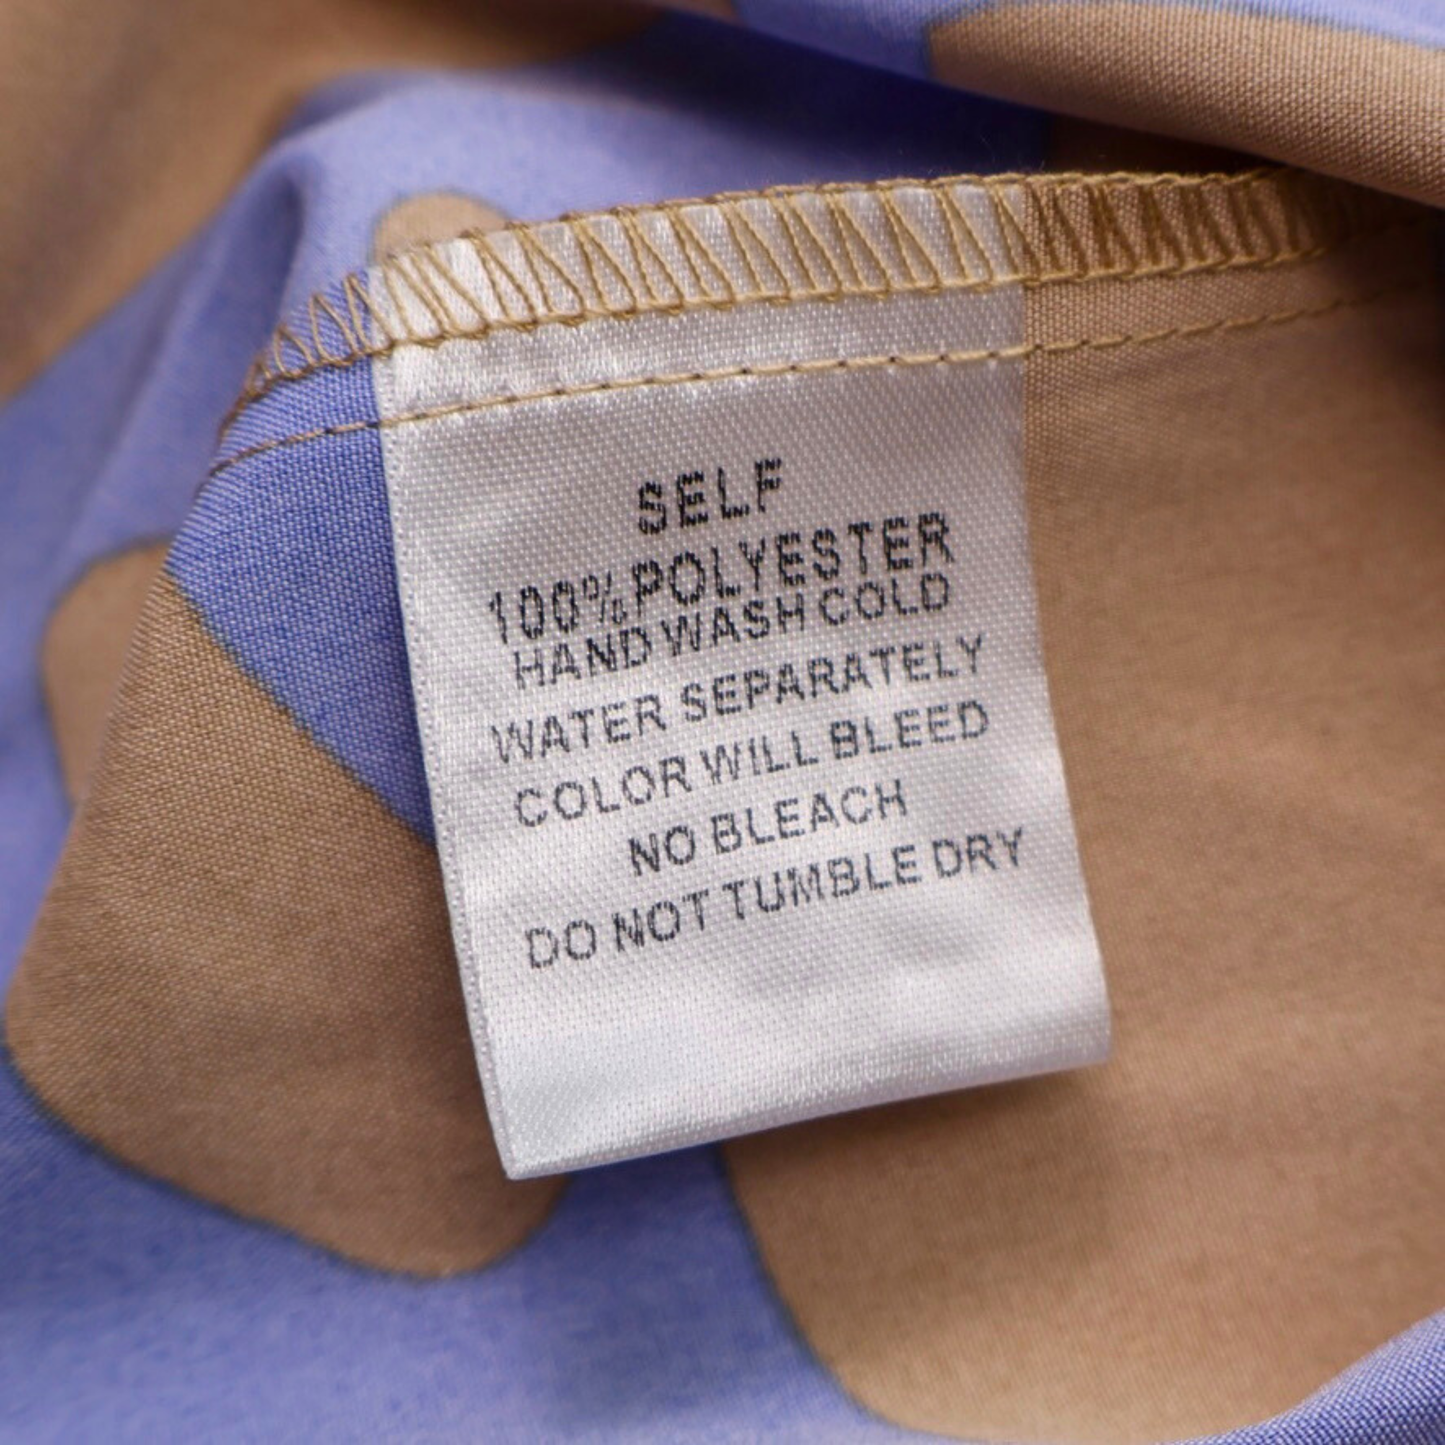 SELF
100% POLYESTER
HAND WASH COLD
WATER SEPARATELY
COLOR WILL BLEED
NO BLEACH
DO NOT TUMBLE DRY